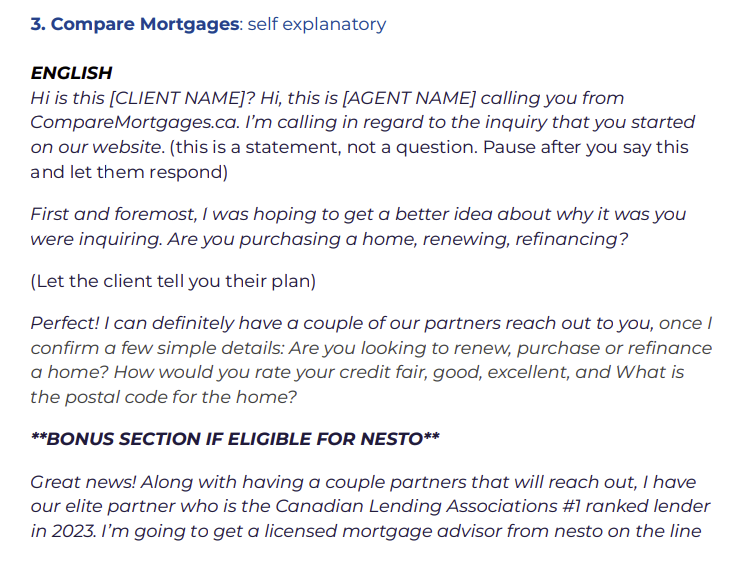 3. Compare Mortgages: self explanatory
ENGLISH
Hi is this [CLIENT NAME]? Hi, this is [AGENT NAME] calling you from
CompareMortgages.ca. I'm calling in regard to the inquiry that you started
on our website. (this is a statement, not a question. Pause after you say this
and let them respond)
First and foremost, I was hoping to get a better idea about why it was you
were inquiring. Are you purchasing a home, renewing, refinancing?
(Let the client tell you their plan)
Perfect! I can definitely have a couple of our partners reach out to you, once I
confirm a few simple details: Are you looking to renew, purchase or refinance
a home? How would you rate your credit fair, good, excellent, and What is
the postal code for the home?
**BONUS SECTION IF ELIGIBLE FOR NESTO**
Great news! Along with having a couple partners that will reach out, I have
our elite partner who is the Canadian Lending Associations #1 ranked lender
in 2023. I'm going to get a licensed mortgage advisor from nesto on the line